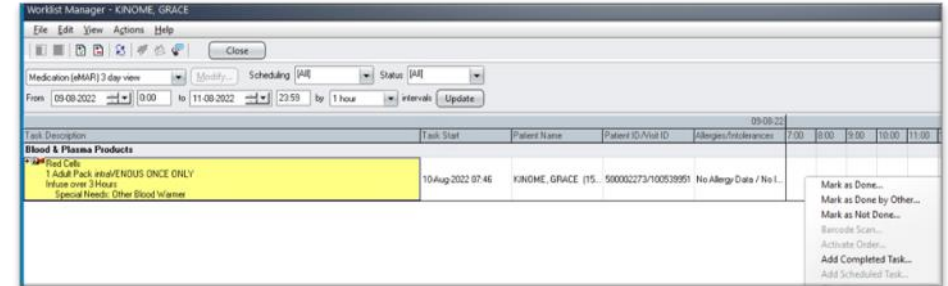 Worklist Manager - KINOME, GRACE
File Edit View Actions Help
Close
Medication (eMAR) 3 day view Modify... Scheduling [All] Status [All]
From 09-08-2022 0:00 to 11-08-2022 23:59 by 1 hour intervals Update
09-08-22
Task Description Task Start Patient Name Patient ID/Visit ID Allergies/Intolerances 7:00 8:00 9:00 10:00 11:00
Blood & Plasma Products
Red Cells
1 Adult Pack intraVENOUS ONCE ONLY
Infuse over 3 Hours
Special Needs: Other Blood Warmer
10-Aug-2022 07:46 KINOME, GRACE (15... 500002273/100539951 No Allergy Data / No I...
Mark as Done...
Mark as Done by Other...
Mark as Not Done...
Barcode Scan...
Activate Order...
Add Completed Task...
Add Scheduled Task...